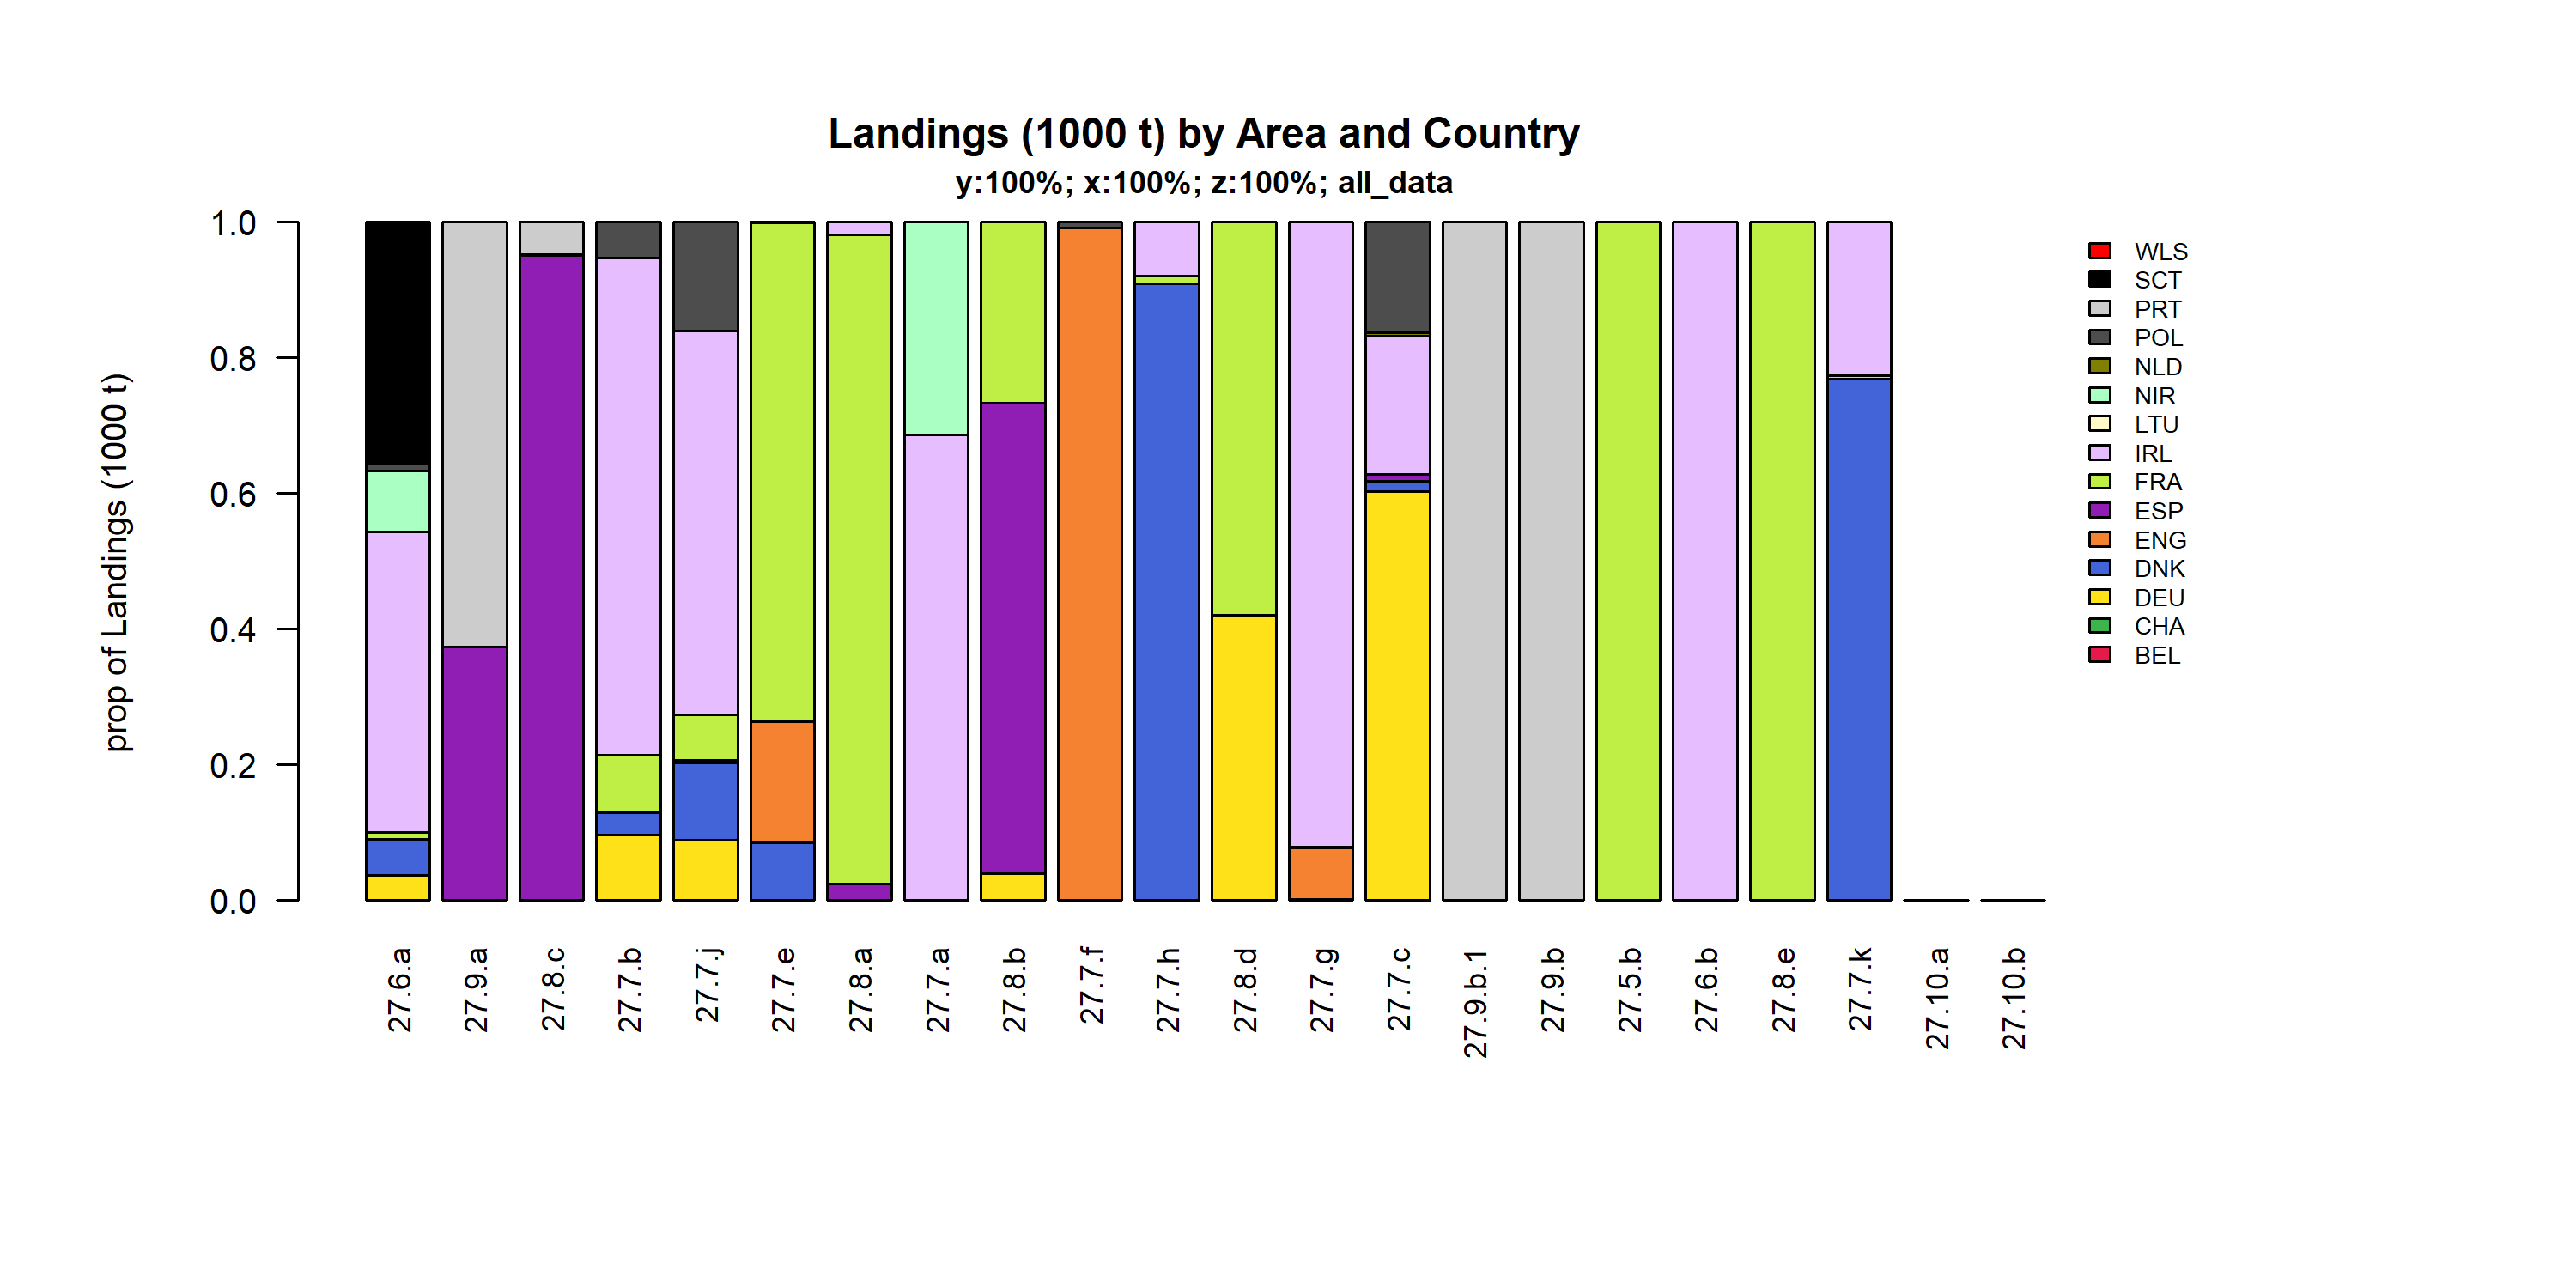 Landings (1000 t) by Area and Country
y:100%; x:100%; z:100%; all_data
prop of Landings (1000 t)
1.0
0.8
0.6
0.4
0.2
0.0
27.6.a
27.9.a
27.8.c
27.7.b
27.7.j
27.7.e
27.8.a
27.7.a
27.8.b
27.7.f
27.7.h
27.8.d
27.7.g
27.7.c
27.9.b.1
27.9.b
27.5.b
27.6.b
27.8.e
27.7.k
27.10.a
27.10.b
WLS
SCT
PRT
POL
NLD
NIR
LTU
IRL
FRA
ESP
ENG
DNK
DEU
CHA
BEL